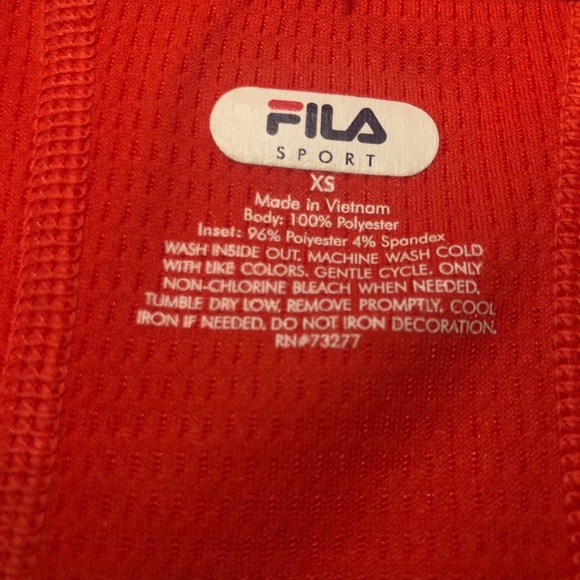 FILA
SPORT
XS
Made in Vietnam
Body: 100% Polyester
Inset: 96% Polyester 4% Spandex
WASH INSIDE OUT. MACHINE WASH COLD
WITH LIKE COLORS. GENTLE CYCLE. ONLY
NON-CHLORINE BLEACH WHEN NEEDED.
TUMBLE DRY LOW, REMOVE PROMPTLY. COOL
IRON IF NEEDED, DO NOT IRON DECORATION.
RN#73277